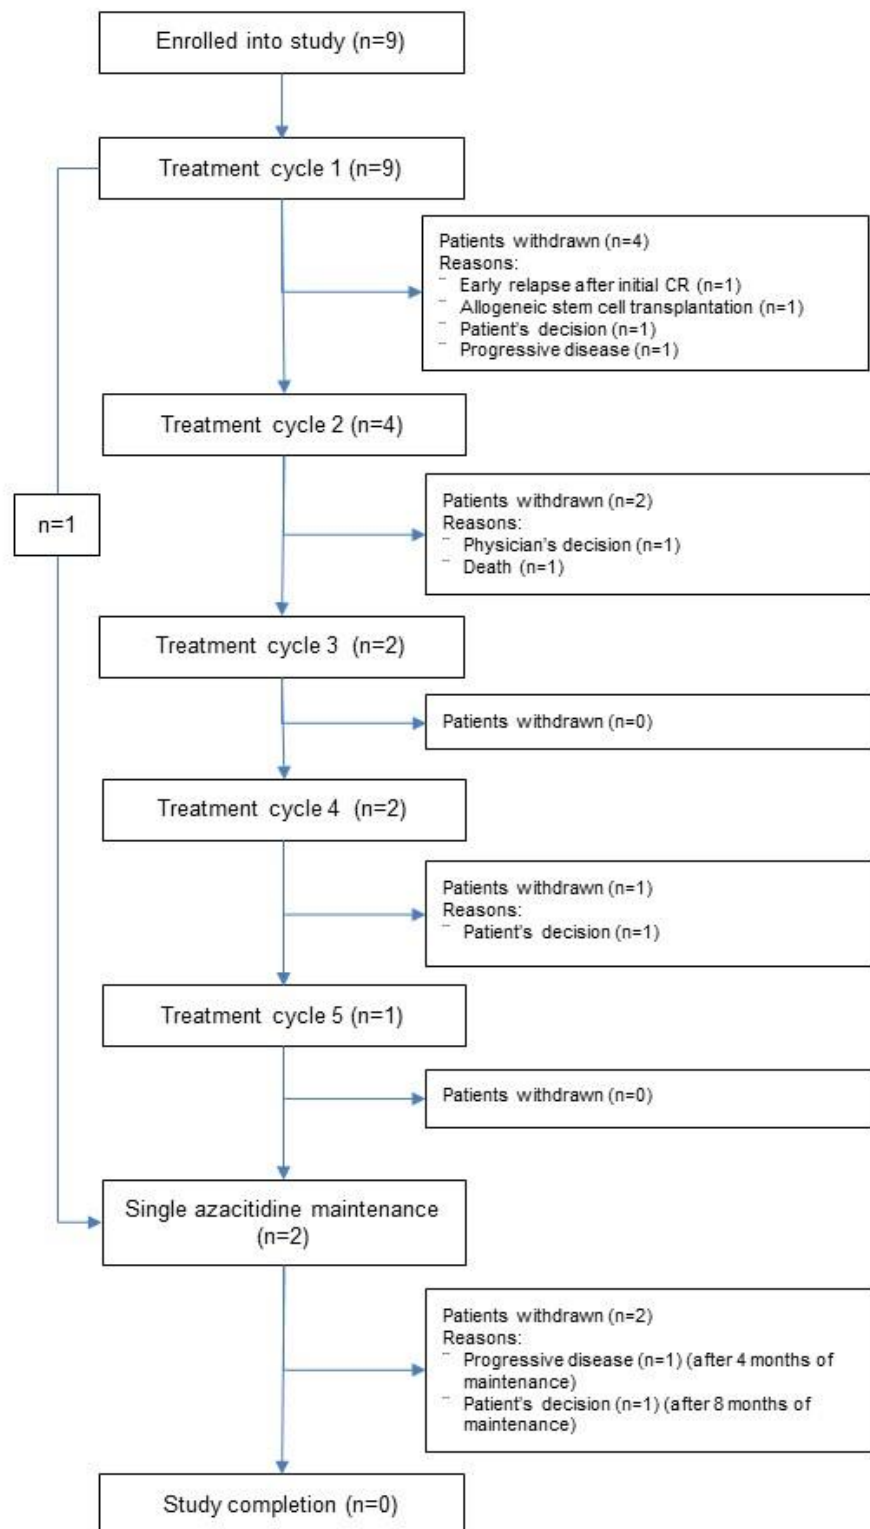 Enrolled into study (n=9)
Treatment cycle 1 (n=9)
Patients withdrawn (n=4)
Reasons:
¯ Early relapse after initial CR (n=1)
¯ Allogeneic stem cell transplantation (n=1)
¯ Patient's decision (n=1)
¯ Progressive disease (n=1)
Treatment cycle 2 (n=4)
n=1
Patients withdrawn (n=2)
Reasons:
¯ Physician's decision (n=1)
¯ Death (n=1)
Treatment cycle 3 (n=2)
Patients withdrawn (n=0)
Treatment cycle 4 (n=2)
Patients withdrawn (n=1)
Reasons:
¯ Patient's decision (n=1)
Treatment cycle 5 (n=1)
Patients withdrawn (n=0)
Single azacitidine maintenance
(n=2)
Patients withdrawn (n=2)
Reasons:
¯ Progressive disease (n=1) (after 4 months of
maintenance)
¯ Patient's decision (n=1) (after 8 months of
maintenance)
Study completion (n=0)